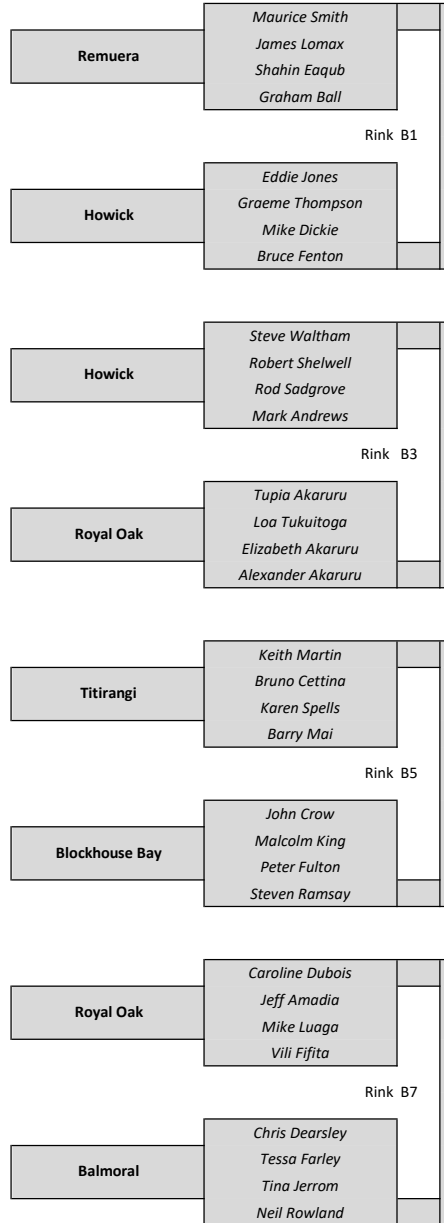 Maurice Smith
James Lomax
Remuera
Shahin Eaqub
Graham Ball
Rink B1
Eddie Jones
Graeme Thompson
Howick
Mike Dickie
Bruce Fenton
Steve Waltham
Robert Shelwell
Howick
Rod Sadgrove
Mark Andrews
Rink B3
Tupia Akaruru
Loa Tukuitoga
Royal Oak
Elizabeth Akaruru
Alexander Akaruru
Keith Martin
Bruno Cettina
Titirangi
Karen Spells
Barry Mai
Rink B5
John Crow
Malcolm King
Blockhouse Bay
Peter Fulton
Steven Ramsay
Caroline Dubois
Jeff Amadia
Royal Oak
Mike Luaga
Vili Fifita
Rink B7
Chris Dearsley
Tessa Farley
Balmoral
Tina Jerrom
Neil Rowland